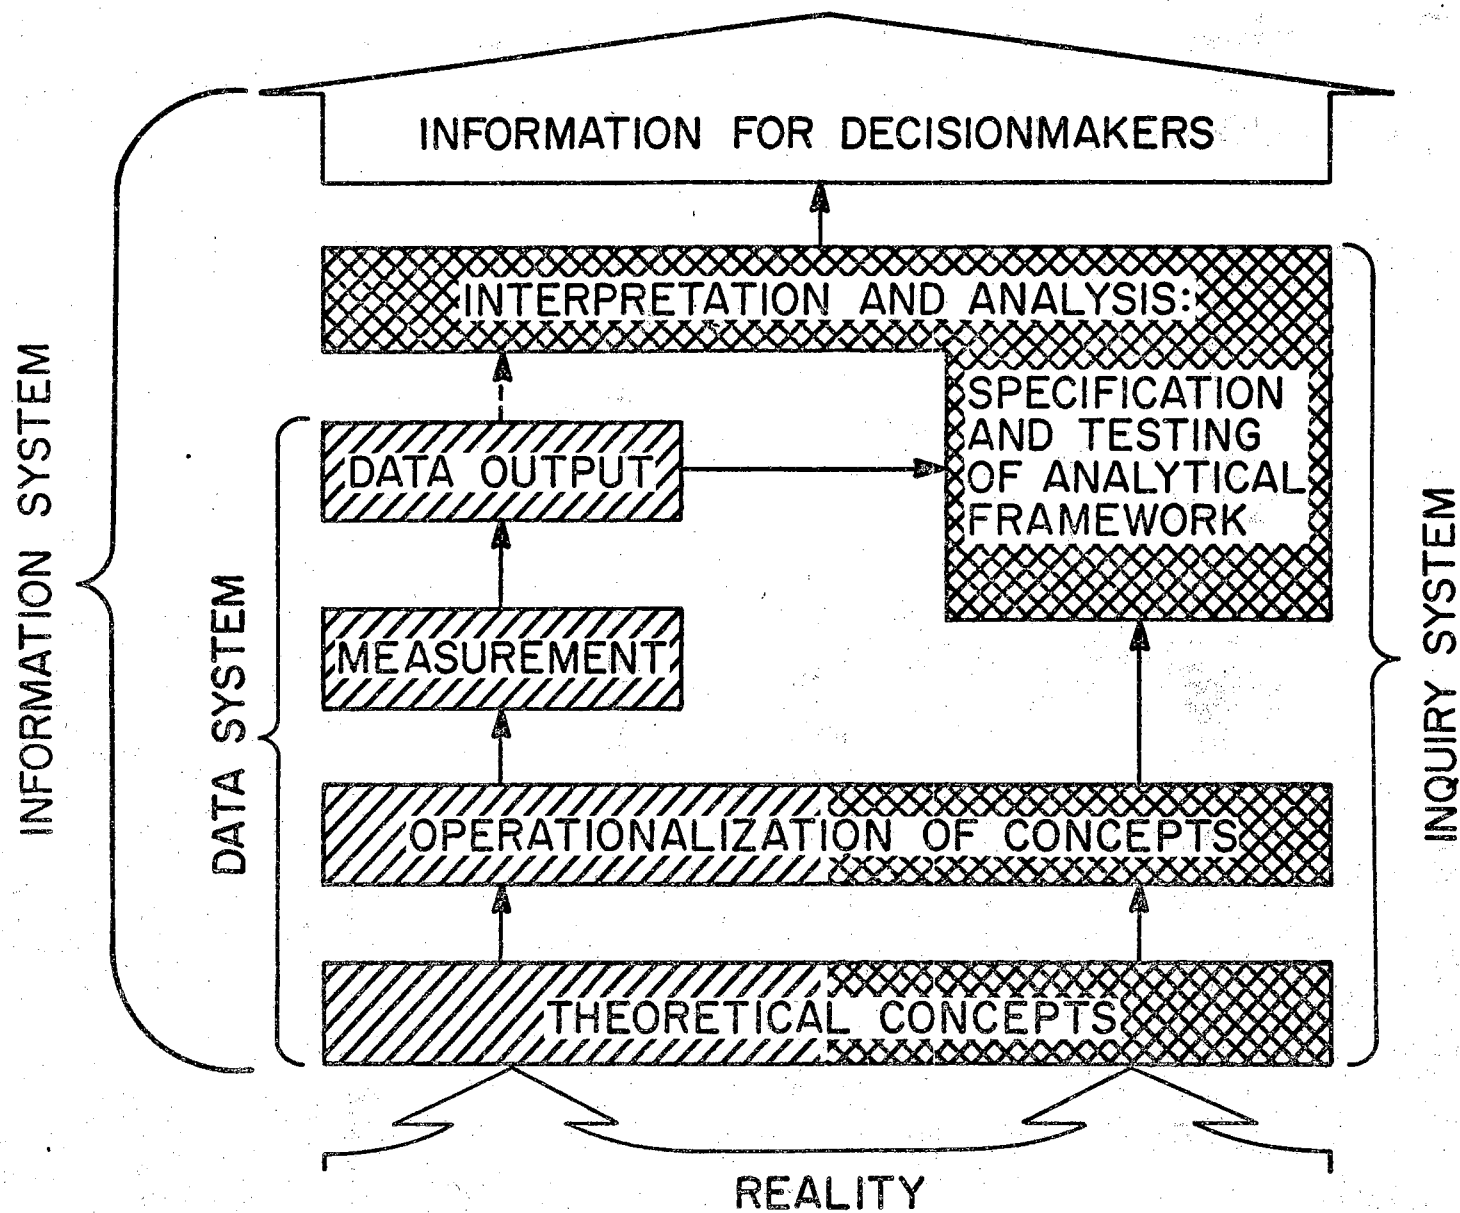 INFORMATION FOR DECISIONMAKERS
INTERPRETATION AND ANALYSIS:
SPECIFICATION
AND TESTING
OF ANALYTICAL
FRAMEWORK
DATA OUTPUT
MEASUREMENT
OPERATIONALIZATION OF CONCEPTS
THEORETICAL CONCEPTS
REALITY
INFORMATION SYSTEM
DATA SYSTEM
INQUIRY SYSTEM